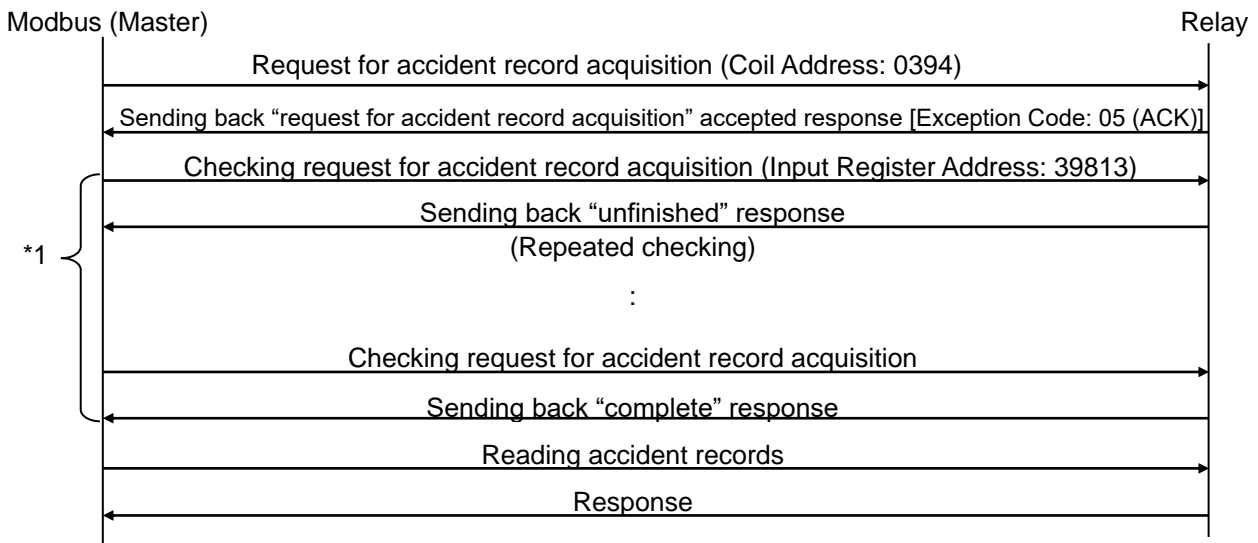 Modbus (Master)
Relay
Request for accident record acquisition (Coil Address: 0394)
Sending back “request for accident record acquisition” accepted response [Exception Code: 05 (ACK)]
Checking request for accident record acquisition (Input Register Address: 39813)
Sending back “unfinished” response
(Repeated checking)
*1
:
Checking request for accident record acquisition
Sending back “complete” response
Reading accident records
Response